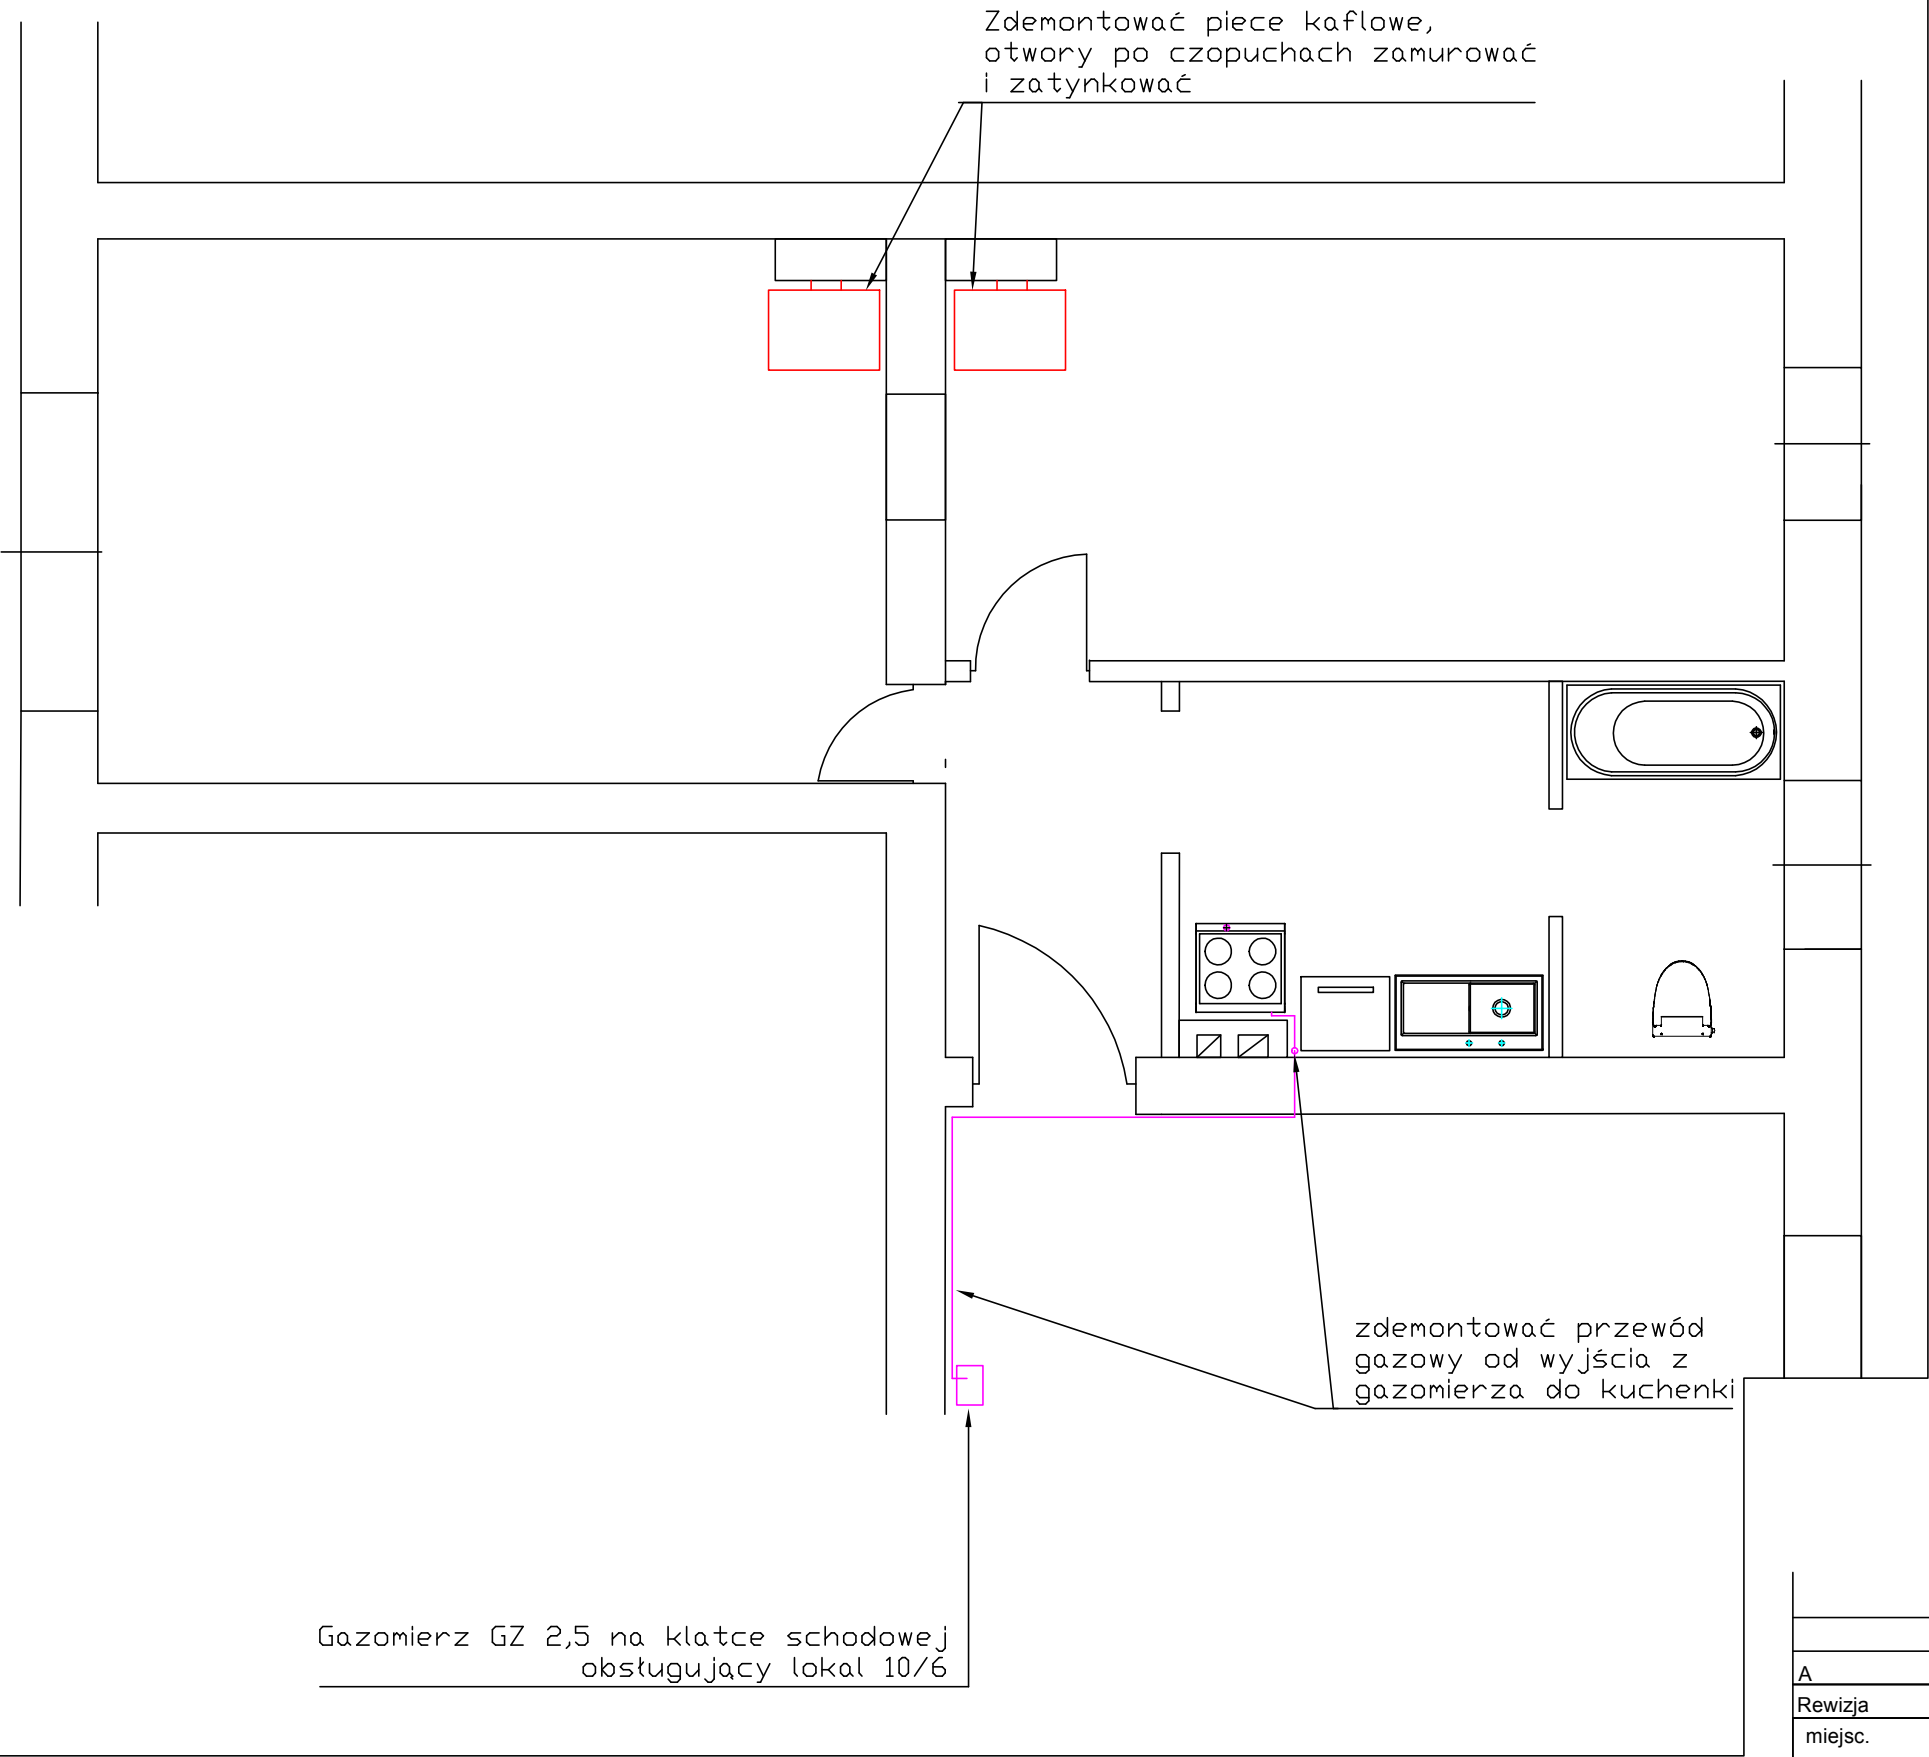 Zdemontować piece kaflowe,
otwory po czopuchach zamurować
i zatynkować
zdemontować przewód
gazowy od wyjścia z
gazomierza do kuchenki
Gazomierz GZ 2,5 na klatce schodowej
obsługujący lokal 10/6
A
Rewizja
miejsc.